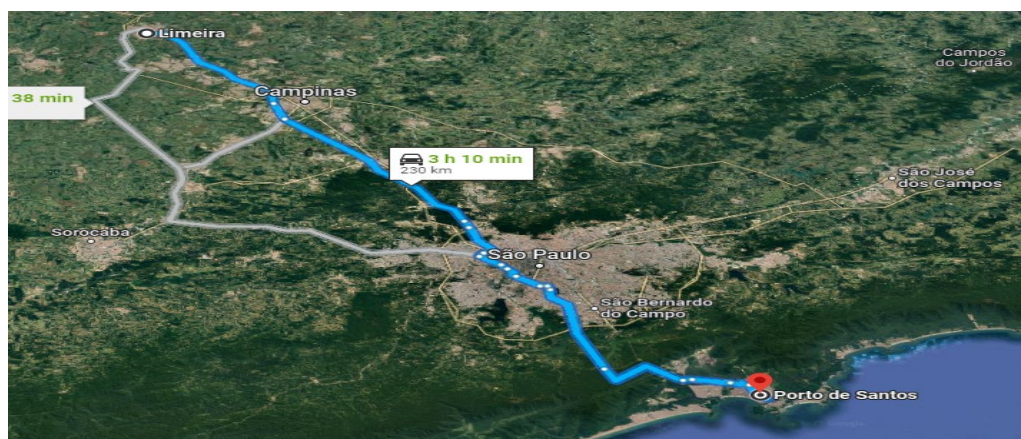 Limeira
Campos
do Jordão
38 min
Campinas
3 h 10 min
230 km
São José
dos Campos
Sorocaba
São Paulo
São Bernardo
do Campo
Porto de Santos